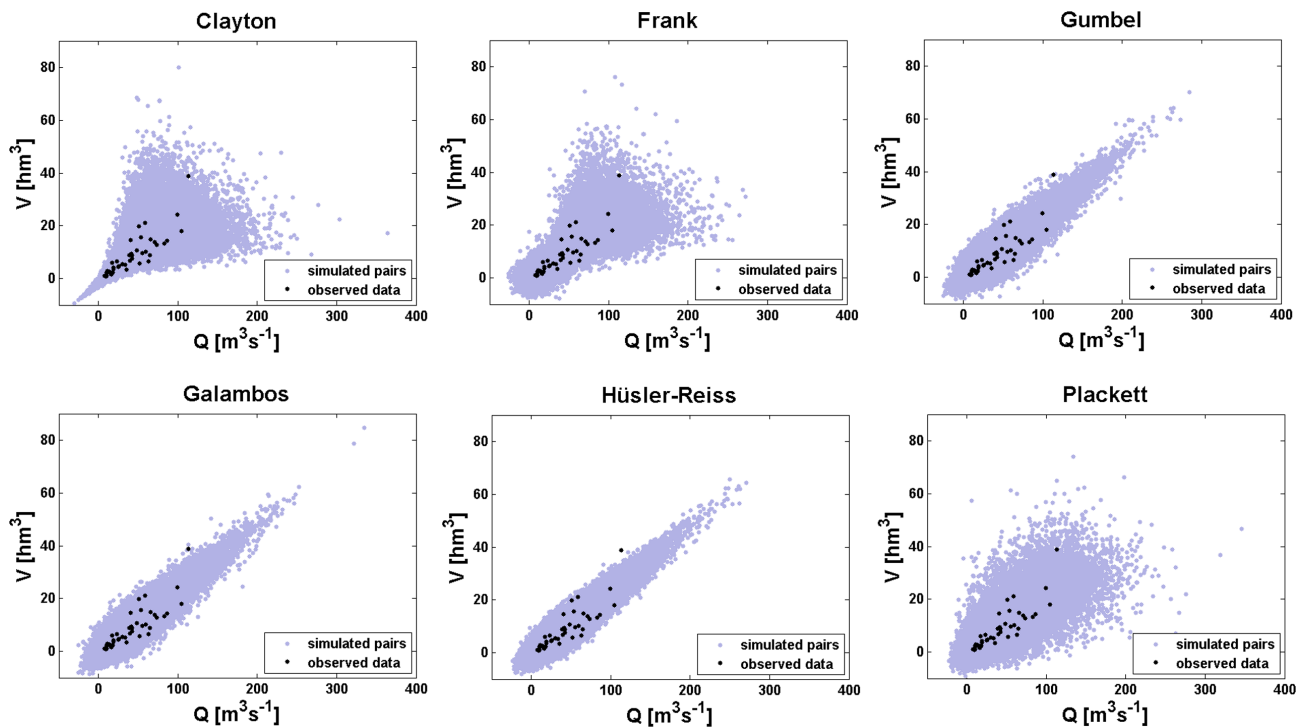 Clayton
80
60
40
20
0
V [hm³]
simulated pairs
observed data
0 100 200 300 400
Q [m³s⁻¹]
Frank
80
60
40
20
0
V [hm³]
simulated pairs
observed data
0 100 200 300 400
Q [m³s⁻¹]
Gumbel
80
60
40
20
0
V [hm³]
simulated pairs
observed data
0 100 200 300 400
Q [m³s⁻¹]
Galambos
80
60
40
20
0
V [hm³]
simulated pairs
observed data
0 100 200 300 400
Q [m³s⁻¹]
Hüsler-Reiss
80
60
40
20
0
V [hm³]
simulated pairs
observed data
0 100 200 300 400
Q [m³s⁻¹]
Plackett
80
60
40
20
0
V [hm³]
simulated pairs
observed data
0 100 200 300 400
Q [m³s⁻¹]